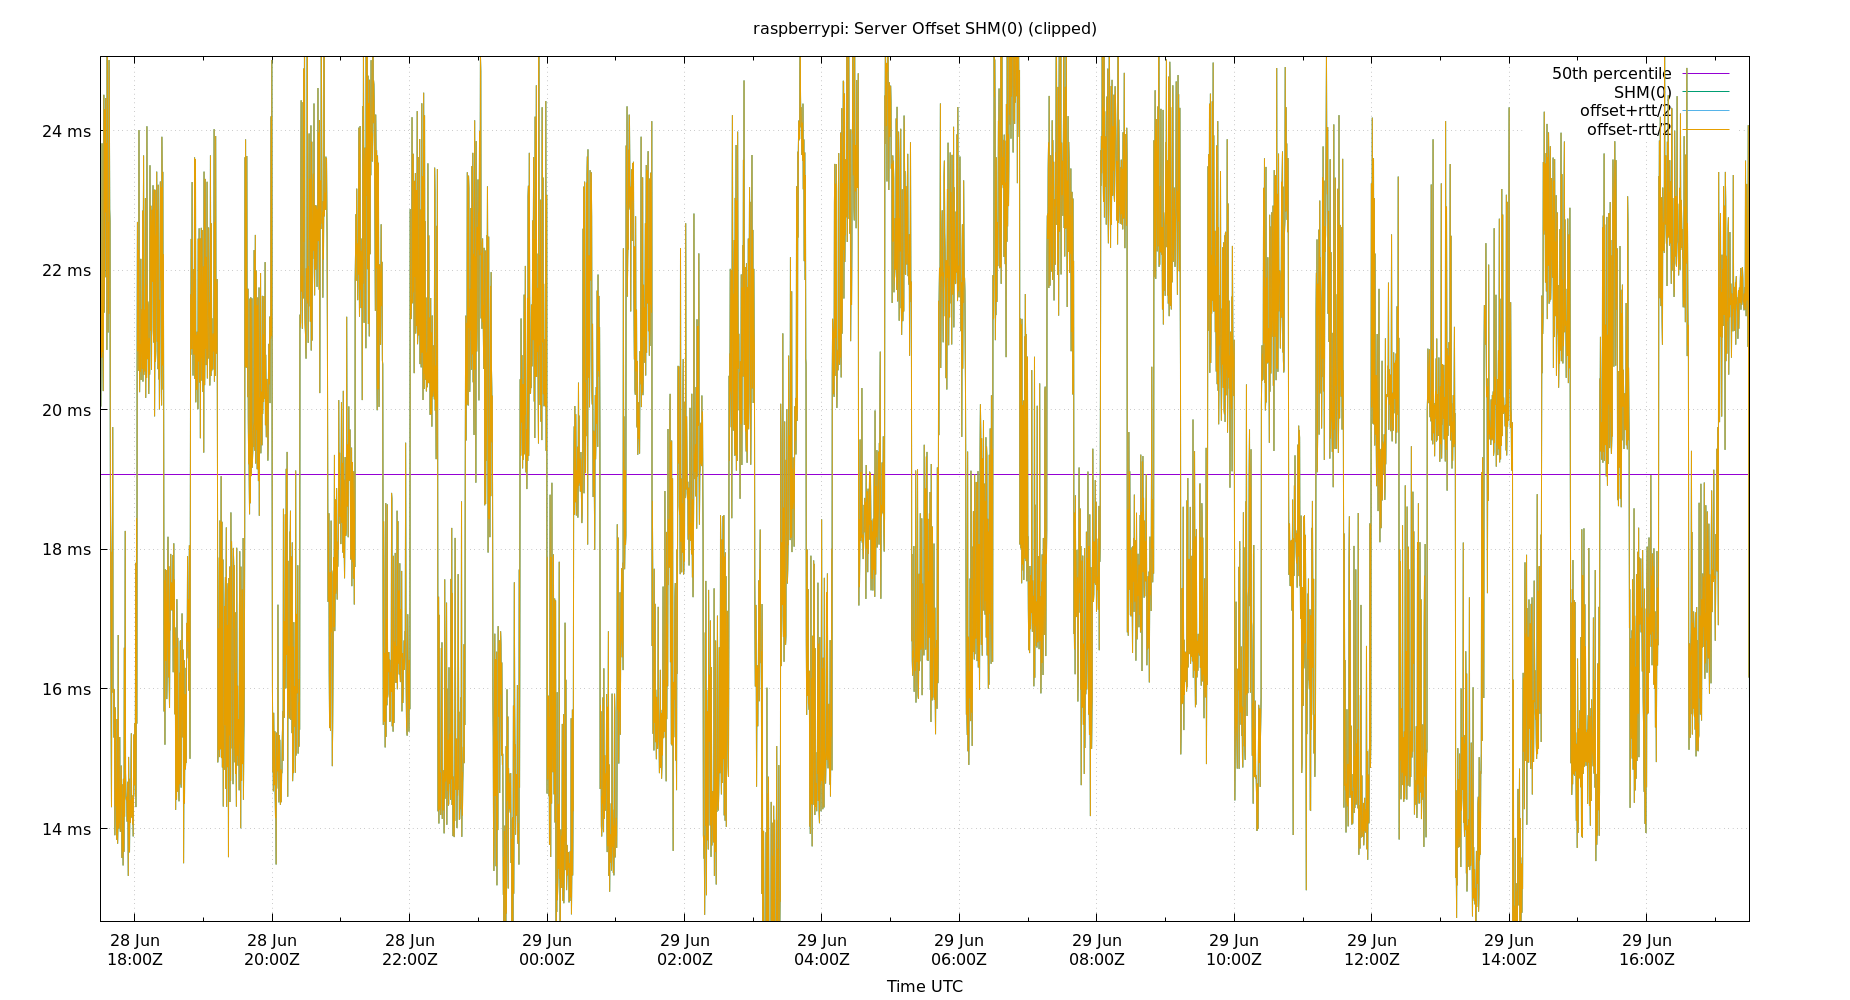 raspberrypi: Server Offset SHM(0) (clipped)
50th percentile
SHM(0)
offset+rtt/2
offset-rtt/2
24 ms
22 ms
20 ms
18 ms
16 ms
14 ms
28 Jun 28 Jun 28 Jun 29 Jun 29 Jun 29 Jun 29 Jun 29 Jun 29 Jun 29 Jun 29 Jun 29 Jun
18:00Z 20:00Z 22:00Z 00:00Z 02:00Z 04:00Z 06:00Z 08:00Z 10:00Z 12:00Z 14:00Z 16:00Z
Time UTC